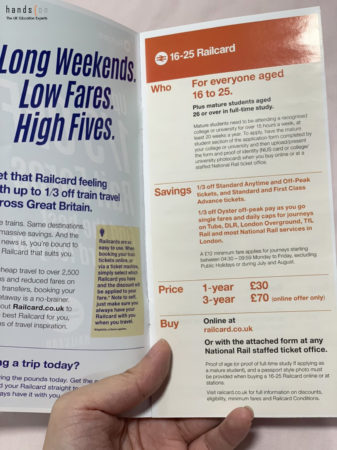 hands on
The UK Education Experts
Long Weekends.
Low Fares.
High Fives.
et that Railcard feeling
th up to 1/3 off train travel
cross Great Britain.
e trains. Same destinations.
massive savings. And the
news is, you're bound to
Railcard that suits you.
heap travel to over 2,500
s and reduced fares on
transfers, booking your
etaway is a no-brainer.
out Railcard.co.uk to
e best Railcard for you,
s of travel inspiration.
Railcards are so
easy to use. When
booking your train
tickets online, or
via a ticket machine,
simply select which
Railcard you have
and the discount will
be applied to your
fare.* Note to self,
just make sure you
always have your
Railcard with you
when you travel.
g a trip today?
ving the pounds today. Get the
d your Railcard straight to
ays have it with you
16-25 Railcard
Who
For everyone aged
16 to 25.
Plus mature students aged
26 or over in full-time study.
Mature students need to be attending a recognised
college or university for over 15 hours a week, at
least 20 weeks a year. To apply, have the mature
student section of the application form completed by
your college or university and then upload/present
the form and proof of identity (NUS card or college/
university photocard) when you buy online or at a
staffed National Rail ticket office.
Savings
1/3 off Standard Anytime and Off-peak
tickets, and Standard and First Class
Advance tickets.
1/3 off Oyster off-peak pay as you go
single fares and daily caps for journeys
on Tube, DLR, London Overground, TfL
Rail and most National Rail services in
London.
A £12 minimum fare applies for journeys starting
between 04:30 – 09:59 Monday to Friday, excluding
Public Holidays or during July and August.
Price
1-year £30
3-year £70 (online offer only)
Buy
Online at
railcard.co.uk
Or with the attached form at any
National Rail staffed ticket office.
Proof of age (or proof of full-time study if applying as
a mature student), and a passport style photo must
be provided when buying a 16-25 Railcard online or at
stations.
Visit railcard.co.uk for full information on discounts,
eligibility, minimum fares and Railcard Conditions.